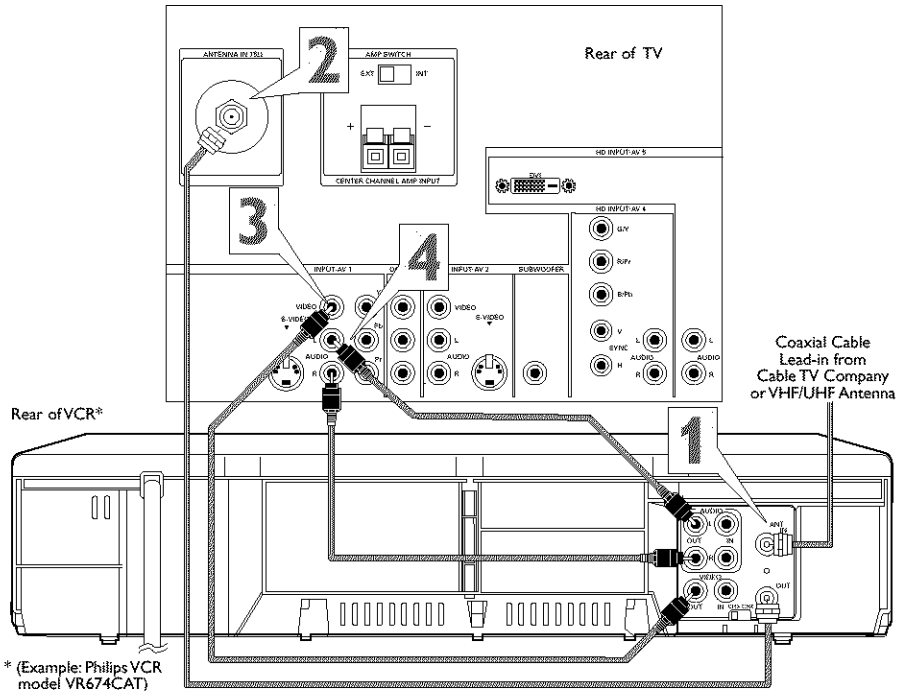 Rear of TV
ANTENNA IN 75Ω
2
AMP SWITCH
EXT INT
+ -
CENTER CHANNEL AMP INPUT
HD INPUT-AV 5
DVI
HD INPUT-AV 4
G/Y
R/Pr
B/Pb
V
SYNC
H
L
AUDIO
R
L
AUDIO
R
3
4
INPUT-AV 1
INPUT-AV 2
SUBWOOFER
VIDEO
S-VIDEO
L
AUDIO
R
Pb
Pr
VIDEO
S-VIDEO
L
AUDIO
R
Coaxial Cable
Lead-in from
Cable TV Company
or VHF/UHF Antenna
Rear of VCR*
1
AUDIO
L
OUT IN
R
VIDEO
OUT IN
ANT
IN
OUT
* (Example: Philips VCR
model VR674CAT)